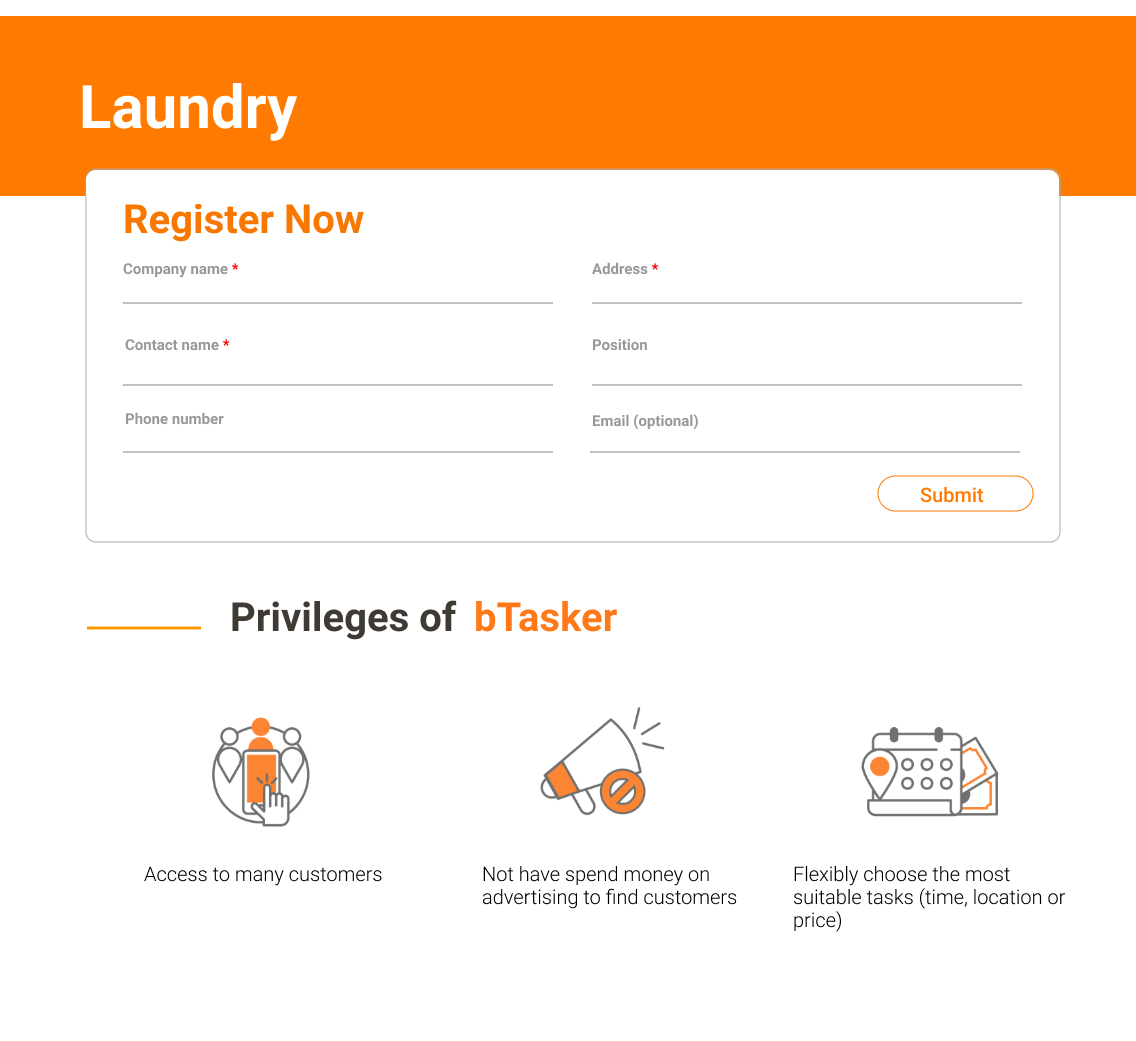 Laundry
Register Now
Company name *
Address *
Contact name *
Position
Phone number
Email (optional)
Submit
Privileges of bTasker
Access to many customers
Not have spend money on
advertising to find customers
Flexibly choose the most
suitable tasks (time, location or
price)